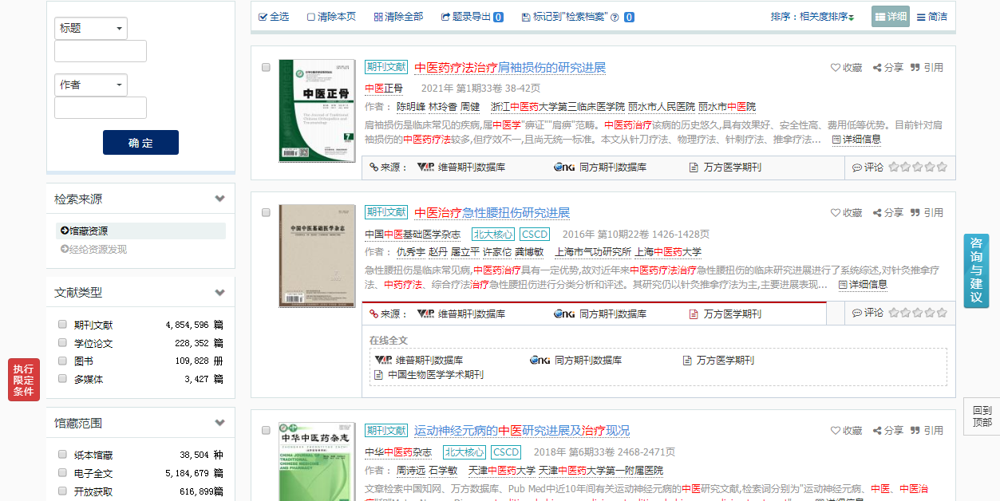 标题
作者
确 定
检索来源
馆藏资源
经纶资源发现
文献类型
期刊文献 4,854,596 篇
学位论文 228,352 篇
图书 109,828 册
多媒体 3,427 篇
馆藏范围
纸本馆藏 38,504 种
电子全文 5,184,679 篇
开放获取 616,899篇
执行
限定
条件
全选 清除本页 清除全部 题录导出 0 标记到"检索档案" 0 排序：相关度排序 详细 简洁
期刊文献 中医药疗法治疗肩袖损伤的研究进展 收藏 分享 引用
中医正骨 2021年 第1期33卷 38-42页
作者： 陈明峰 林玲香 周健 浙江中医药大学第三临床医学院 丽水市人民医院 丽水市中医院
肩袖损伤是临床常见的疾病,属中医学"痹证""肩痹"范畴。中医药治疗该病的历史悠久,具有效果好、安全性高、费用低等优势。目前针对肩
袖损伤的中医药疗法较多,但疗效不一,且尚无统一标准。本文从针刀疗法、物理疗法、针刺疗法、推拿疗法... 详细信息
来源： VIP 维普期刊数据库 同方期刊数据库 万方医学期刊 评论
中医正骨
7
期刊文献 中医治疗急性腰扭伤研究进展 收藏 分享 引用
中国中医基础医学杂志 北大核心 CSCD 2016年 第10期22卷 1426-1428页
作者： 仇秀宇 赵丹 屠立平 许家佗 龚博敏 上海市气功研究所 上海中医药大学
急性腰扭伤是临床常见病,中医药治疗具有一定优势,故对近年来中医药疗法治疗急性腰扭伤的临床研究进展进行了系统综述,对针灸推拿疗
法、中药疗法、综合疗法治疗急性腰扭伤进行分类分析和评述。其研究仍以针灸推拿疗法为主,主要进展表现... 详细信息
来源： VIP 维普期刊数据库 同方期刊数据库 万方医学期刊 评论
在线全文
VIP 维普期刊数据库 同方期刊数据库 万方医学期刊
中国生物医学学术期刊
中国中医基础医学杂志
期刊文献 运动神经元病的中医研究进展及治疗现况 收藏 分享 引用
中华中医药杂志 北大核心 CSCD 2018年 第6期33卷 2468-2471页
作者： 周诗远 石学敏 天津中医药大学 天津中医药大学第一附属医院
文章检索中国知网、万方数据库、Pub Med中近10年间有关运动神经元病的中医研究文献,检索词分别为"运动神经元病、中医、中医治
中华中医药杂志
CHINA JOURNAL OF
TRADITIONAL
CHINESE MEDICINE
AND PHARMACY
咨
询
与
建
议
回到
顶部